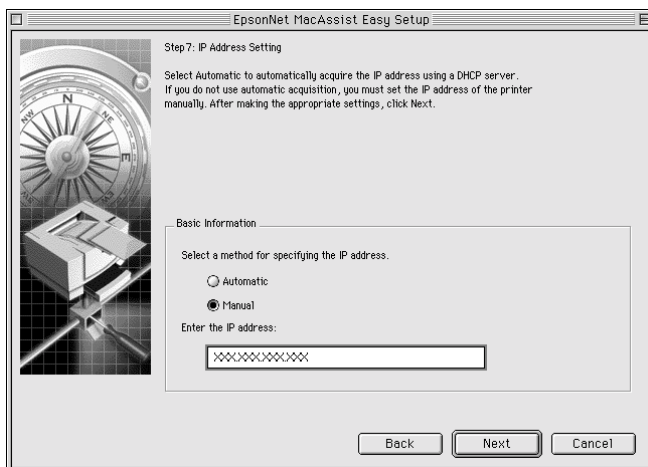 EpsonNet MacAssist Easy Setup
Step7: IP Address Setting
Select Automatic to automatically acquire the IP address using a DHCP server.
If you do not use automatic acquisition, you must set the IP address of the printer
manually. After making the appropriate settings, click Next.
N
NE
E
Basic Information
Select a method for specifying the IP address.
Automatic
Manual
Enter the IP address:
XXX.XXX.XXX.XXX
Back
Next
Cancel